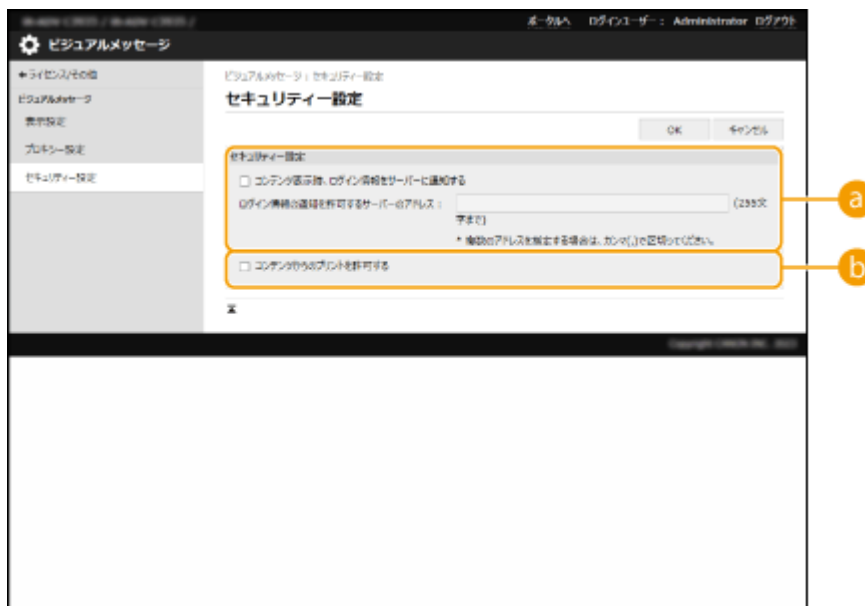 ポータルへ ログインユーザー： Administrator ログアウト
ビジュアルメッセージ
ライセンス/その他
ビジュアルメッセージ : セキュリティー設定
ビジュアルメッセージ
セキュリティー設定
表示設定
OK キャンセル
プロキシー設定
セキュリティー設定
セキュリティー設定
コンテンツ表示時、ログイン情報をサーバーに通知する
a
ログイン情報の通知を許可するサーバーのアドレス： (255文
字まで)
* 複数のアドレスを指定する場合は、カンマ(,)で区切ってください。
コンテンツからのプリントを許可する
b
Copyright CANON INC. 2023